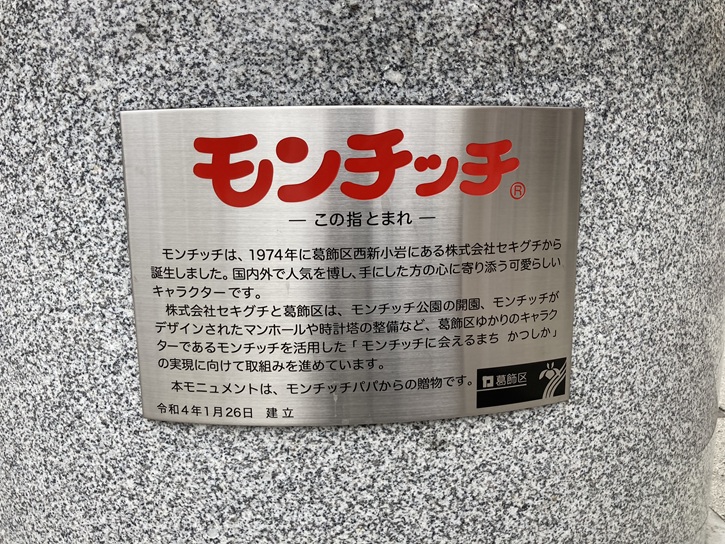 モンチッチ®
― この指とまれ ―
モンチッチは、1974年に葛飾区西新小岩にある株式会社セキグチから
誕生しました。国内外で人気を博し、手にした方の心に寄り添う可愛らしい
キャラクターです。
株式会社セキグチと葛飾区は、モンチッチ公園の開園、モンチッチが
デザインされたマンホールや時計塔の整備など、葛飾区ゆかりのキャラク
ターであるモンチッチを活用した「モンチッチに会えるまち かつしか」
の実現に向けて取組みを進めています。
本モニュメントは、モンチッチパパからの贈物です。
葛飾区
令和4年1月26日 建立